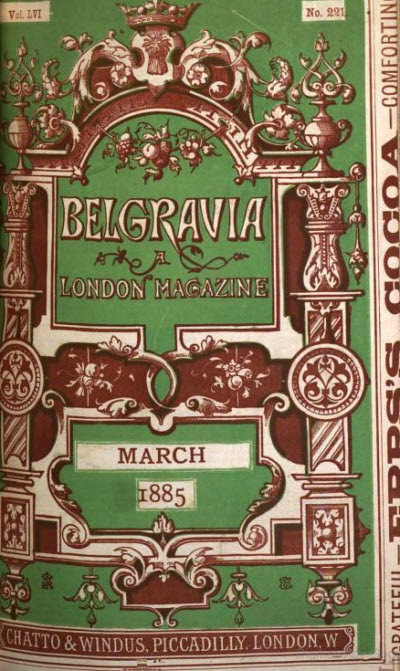 Vol. LVI
No. 221
BELGRAVIA
A
LONDON MAGAZINE
MARCH
1885
CHATTO & WINDUS, PICCADILLY, LONDON, W
GRATEFUL—EPPS'S COCOA—COMFORTING